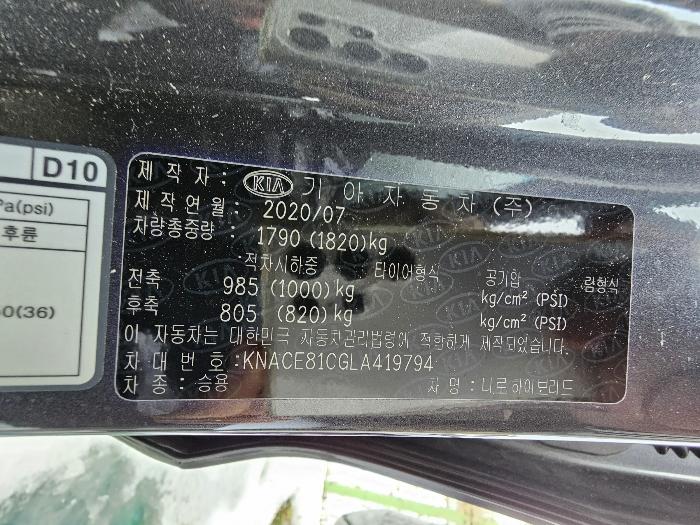 D10
Pa(psi)
후륜
0(36)
제작자: KIA 기아자동차(주)
제작연월: 2020/07
차량총중량: 1790 (1820)kg
적차시하중 타이어형식 공기압 림형식
전축 985 (1000) kg kg/cm² (PSI)
후축 805 (820) kg kg/cm² (PSI)
이 자동차는 대한민국 자동차관리법령에 적합하게 제작되었습니다.
차대번호:KNACE81CGLA419794
차종: 승용 차명: 니로하이브리드